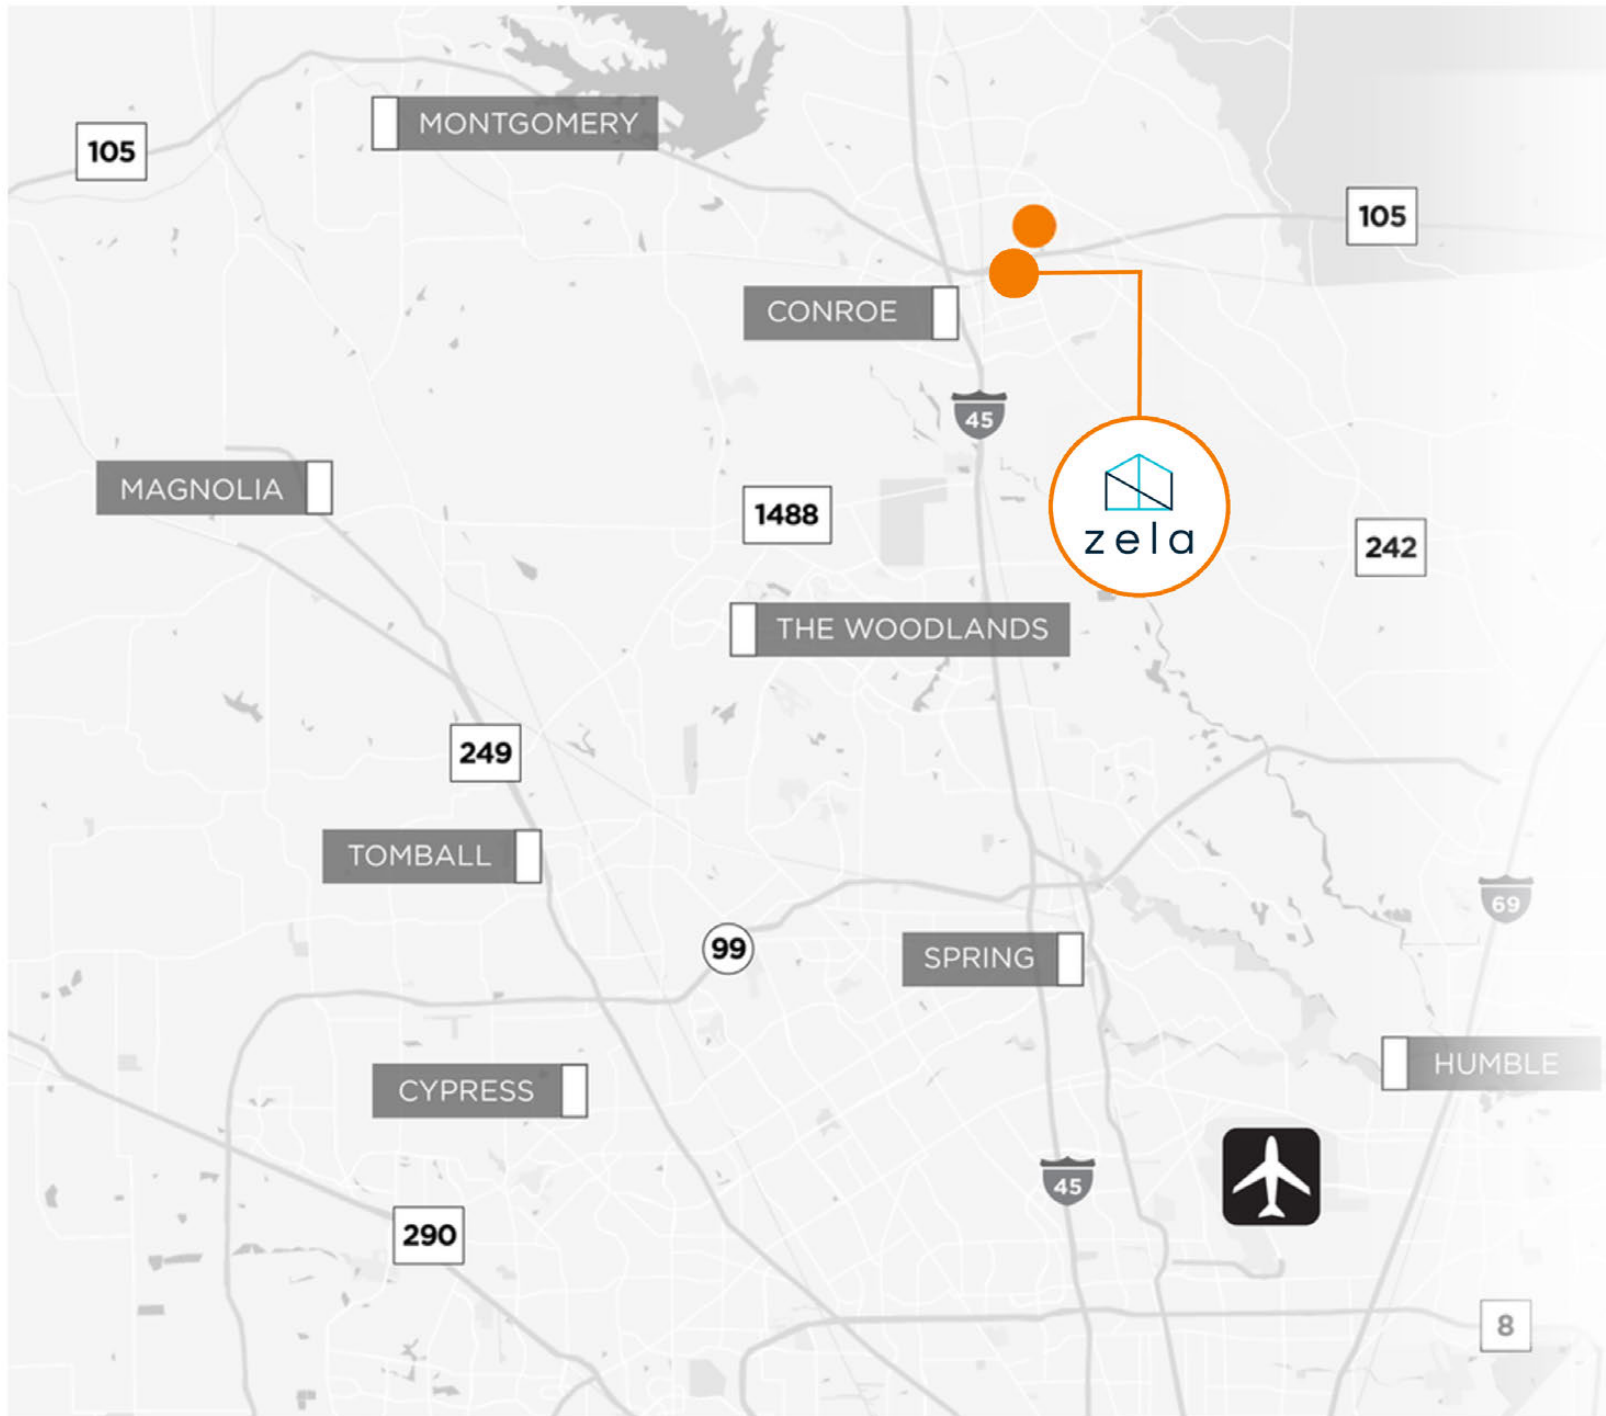 MONTGOMERY
105
105
CONROE
45
MAGNOLIA
1488
zela
242
THE WOODLANDS
249
TOMBALL
69
99
SPRING
HUMBLE
CYPRESS
45
290
8